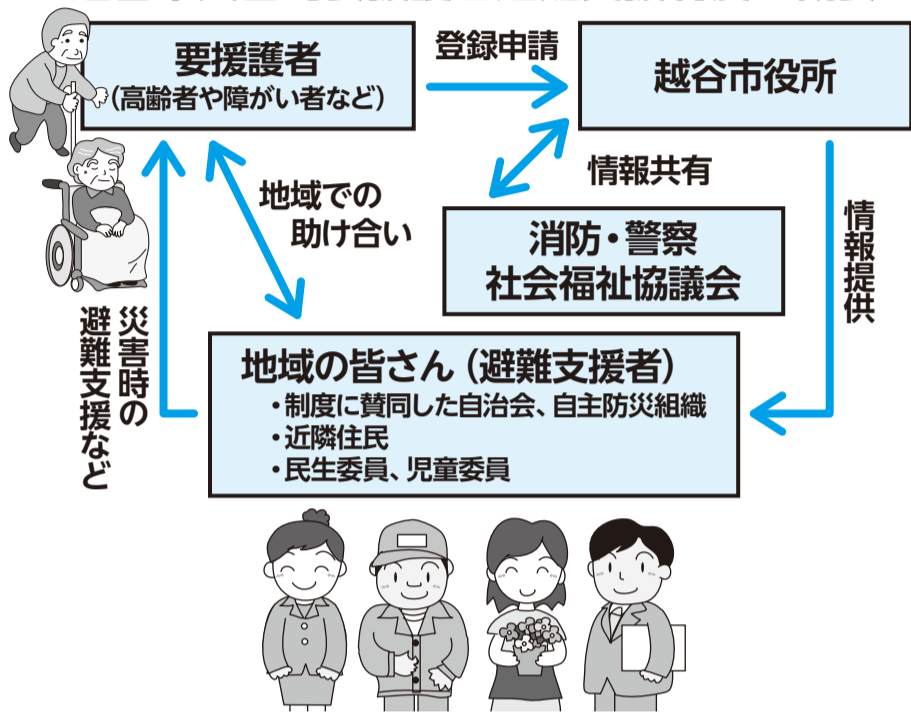 要援護者
(高齢者や障がい者など)
登録申請
越谷市役所
情報共有
地域での
助け合い
消防・警察
社会福祉協議会
情報提供
災害時の
避難支援など
地域の皆さん(避難支援者)
・制度に賛同した自治会、自主防災組織
・近隣住民
・民生委員、児童委員